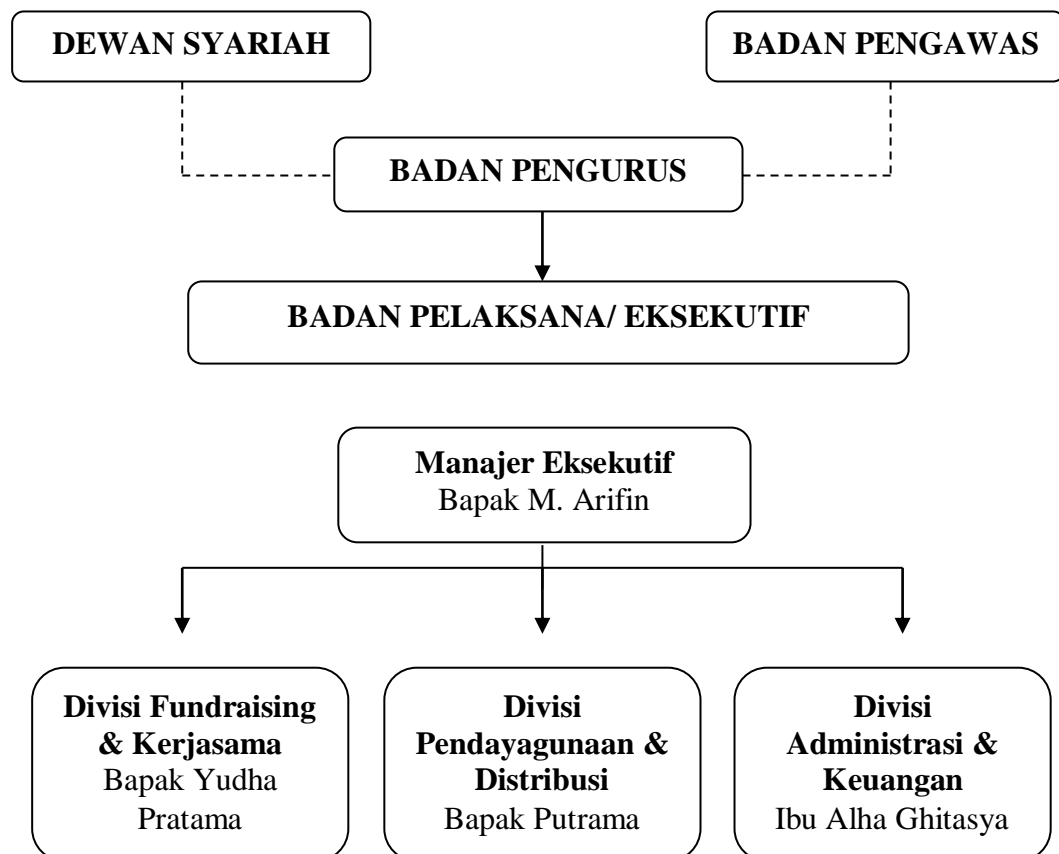 DEWAN SYARIAH
BADAN PENGAWAS
BADAN PENGURUS
BADAN PELAKSANA/ EKSEKUTIF
Manajer Eksekutif
Bapak M. Arifin
Divisi Fundraising
& Kerjasama
Bapak Yudha
Pratama
Divisi
Pendayagunaan &
Distribusi
Bapak Putrama
Divisi
Administrasi &
Keuangan
Ibu Alha Ghitasya